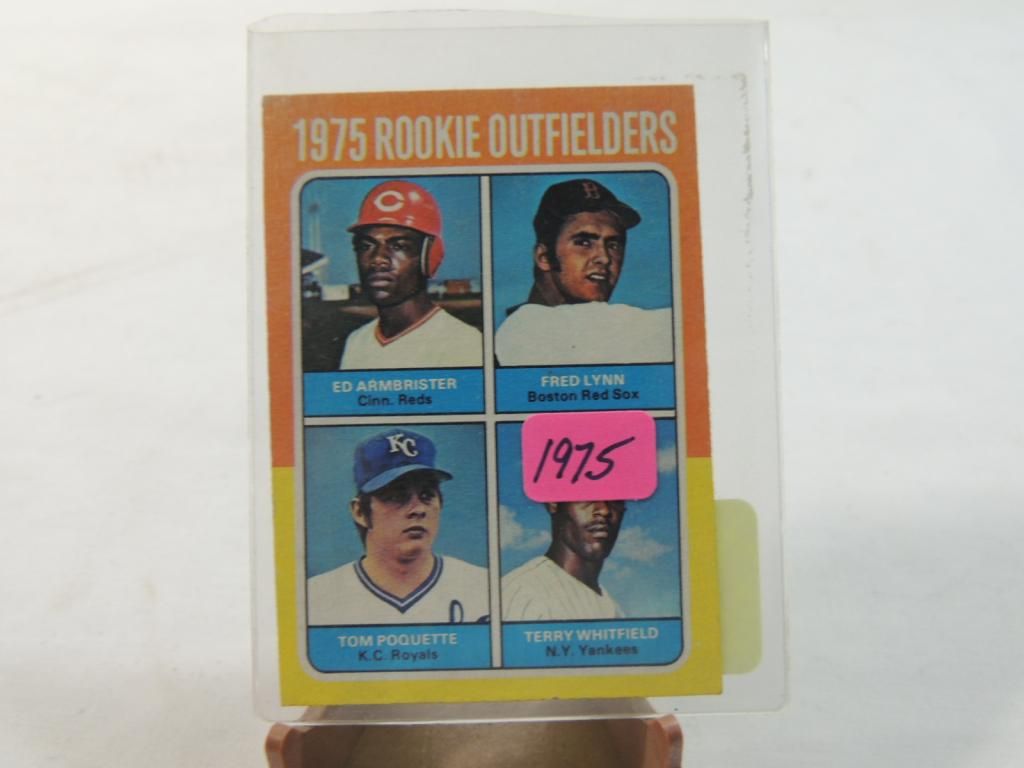 1975 ROOKIE OUTFIELDERS
C
B
ED ARMBRISTER
Cinn. Reds
FRED LYNN
Boston Red Sox
KC
1975
TOM POQUETTE
K.C. Royals
TERRY WHITFIELD
N.Y. Yankees